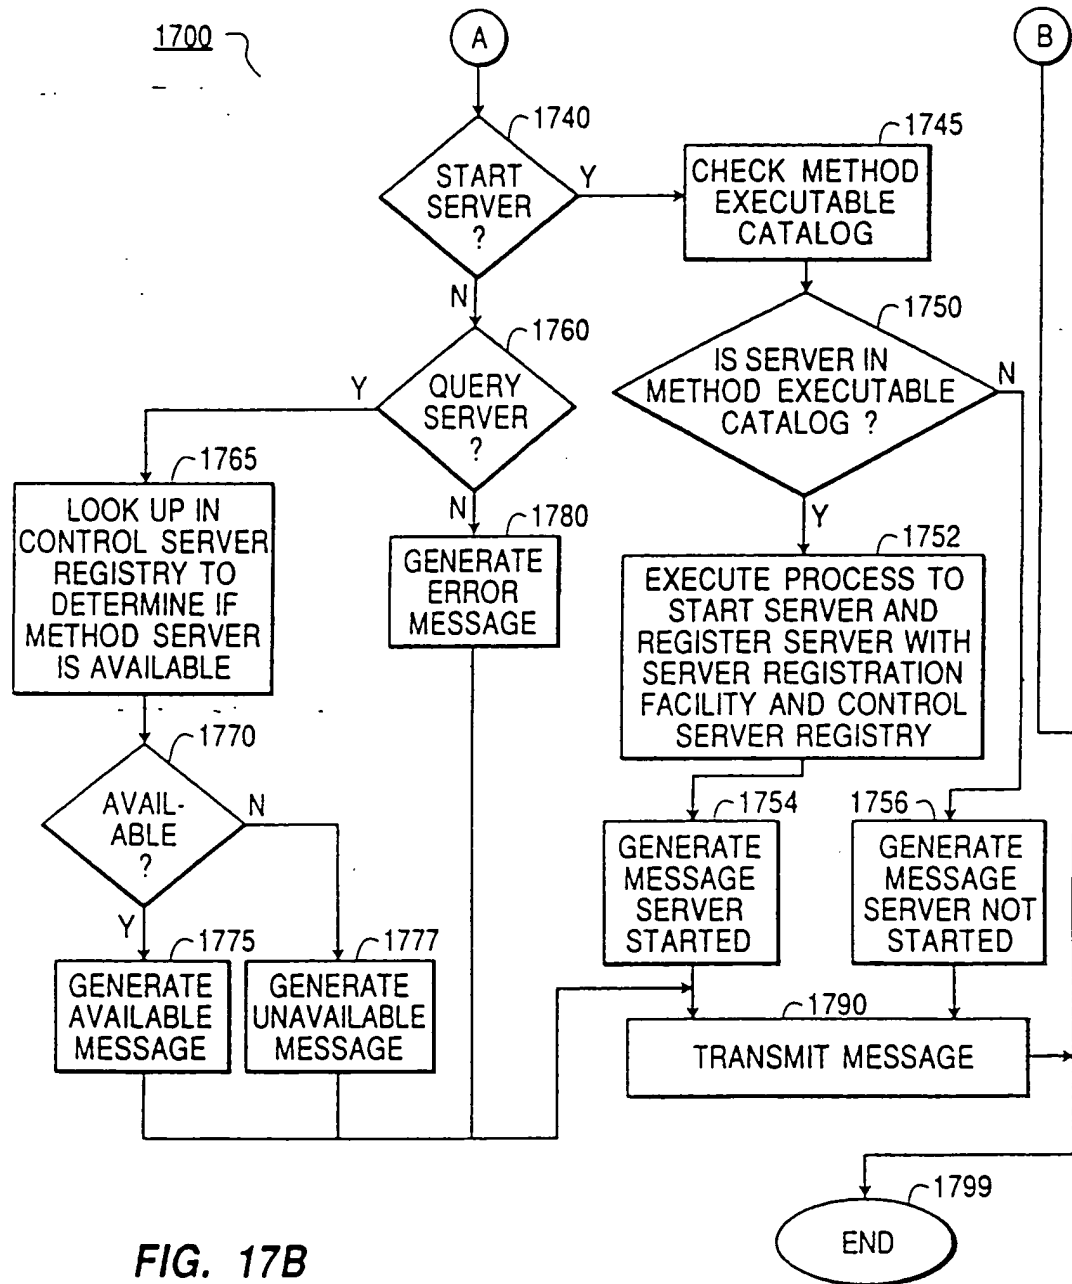 1700
A
B
1740
START
SERVER
?
Y
N
1745
CHECK METHOD
EXECUTABLE
CATALOG
1750
IS SERVER IN
METHOD EXECUTABLE
CATALOG ?
N
Y
1760
QUERY
SERVER
?
Y
N
1765
LOOK UP IN
CONTROL SERVER
REGISTRY TO
DETERMINE IF
METHOD SERVER
IS AVAILABLE
1780
GENERATE
ERROR
MESSAGE
1752
EXECUTE PROCESS TO
START SERVER AND
REGISTER SERVER WITH
SERVER REGISTRATION
FACILITY AND CONTROL
SERVER REGISTRY
1770
AVAIL-
ABLE
?
N
Y
1754
GENERATE
MESSAGE
SERVER
STARTED
1756
GENERATE
MESSAGE
SERVER NOT
STARTED
1775
GENERATE
AVAILABLE
MESSAGE
1777
GENERATE
UNAVAILABLE
MESSAGE
1790
TRANSMIT MESSAGE
1799
END
FIG. 17B